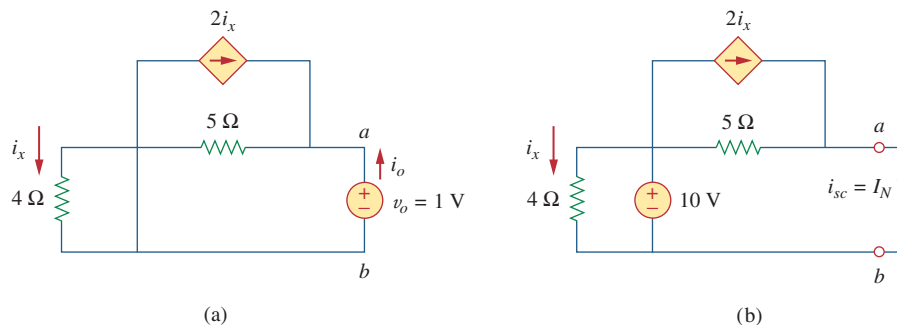 2i_x
5 Ω
a
i_x
i_o
4 Ω
+
−
v_o = 1 V
b
(a)
2i_x
5 Ω
a
i_x
4 Ω
+
−
10 V
i_sc = I_N
b
(b)